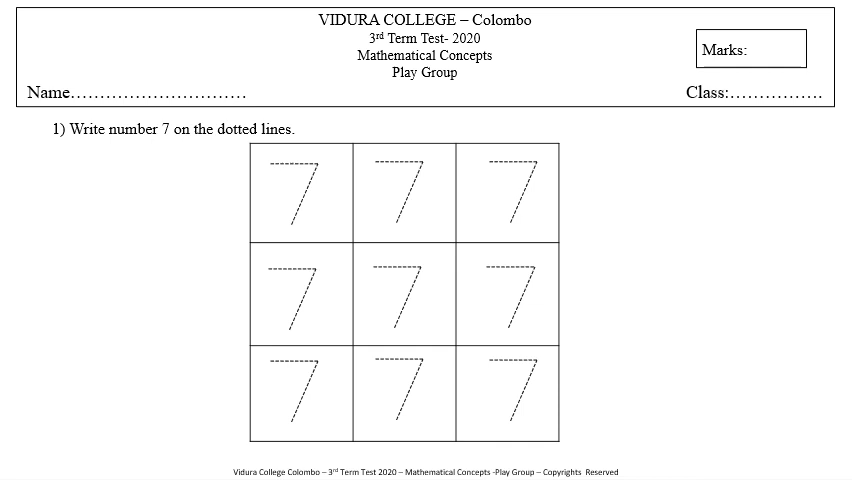 VIDURA COLLEGE – Colombo
3rd Term Test- 2020
Mathematical Concepts
Play Group
Marks:
Name…………………………
Class:…………….
1) Write number 7 on the dotted lines.
7 7 7
7 7 7
7 7 7
Vidura College Colombo – 3rd Term Test 2020 – Mathematical Concepts -Play Group – Copyrights Reserved